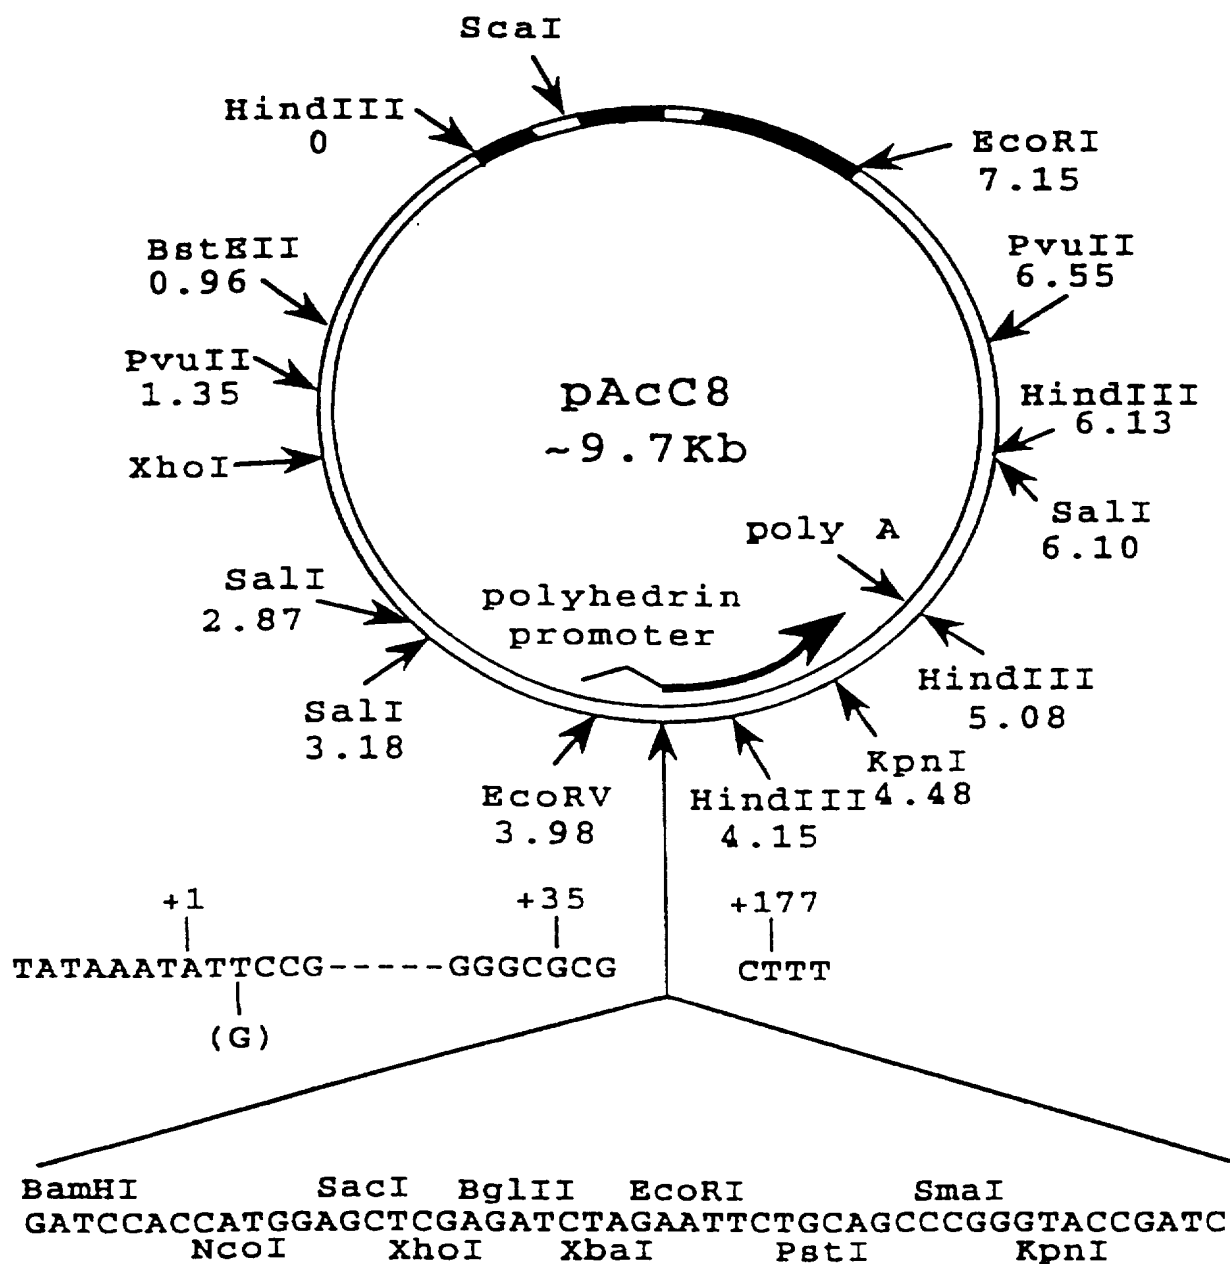 ScaI
HindIII
0
EcoRI
7.15
BstEII
0.96
PvuII
6.55
PvuII
1.35
pAcC8
~9.7Kb
HindIII
6.13
XhoI
SalI
6.10
poly A
SalI
2.87
polyhedrin
promoter
HindIII
5.08
SalI
3.18
KpnI
4.48
EcoRV
3.98
HindIII
4.15
+1
+35
+177
TATAAATATTCCG-----GGGCGCG
CTTT
(G)
BamHI SacI BglII EcoRI SmaI
GATCCACCATGGAGCTCGAGATCTAGAATTCTGCAGCCCGGGTACCGATC
NcoI XhoI XbaI PstI KpnI